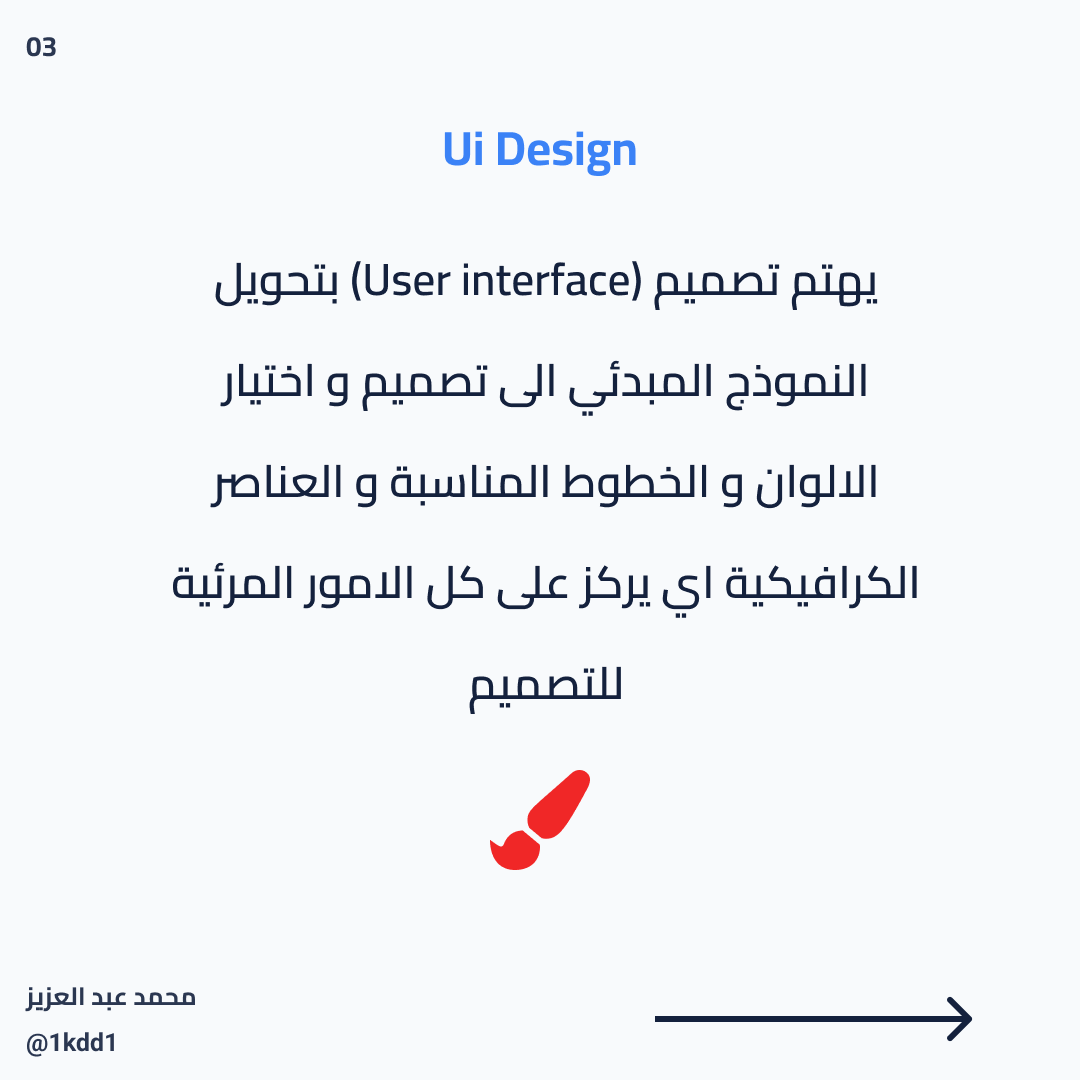 03
Ui Design
يهتم تصميم (User interface) بتحويل
النموذج المبدئي الى تصميم و اختيار
الالوان و الخطوط المناسبة و العناصر
الكرافيكية اي يركز على كل الامور المرئية
للتصميم
محمد عبد العزيز
@1kdd1